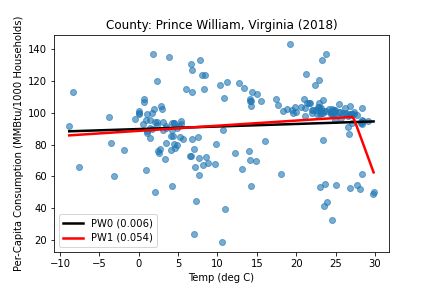 County: Prince William, Virginia (2018)
Per-Capita Consumption (MMBtu/1000 Households)
140
120
100
80
60
40
20
PW0 (0.006)
PW1 (0.054)
−10 −5 0 5 10 15 20 25 30
Temp (deg C)